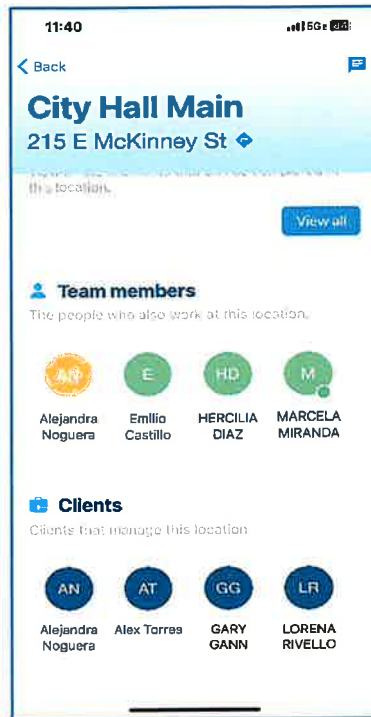 11:40
5G
Back
City Hall Main
215 E McKinney St
this location.
View all
Team members
The people who also work at this location.
AN E HD M
Alejandra Emilio HERCILIA MARCELA
Noguera Castillo DIAZ MIRANDA
Clients
Clients that manage this location
AN AT GG LR
Alejandra Alex Torres GARY LORENA
Noguera GANN RIVELLO